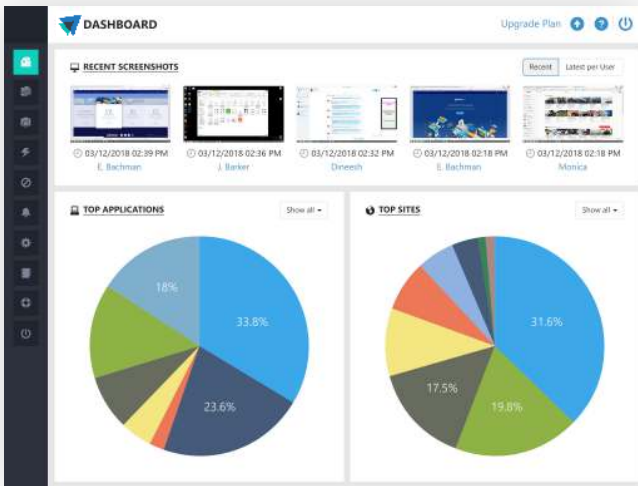 DASHBOARD
Upgrade Plan
RECENT SCREENSHOTS
Recent Latest per User
03/12/2018 02:39 PM
E. Bachman
03/12/2018 02:36 PM
J. Barker
03/12/2018 02:32 PM
Dineesh
03/12/2018 02:18 PM
E. Bachman
03/12/2018 02:18 PM
Monica
TOP APPLICATIONS
Show all
18%
33.8%
23.6%
TOP SITES
Show all
31.6%
17.5%
19.8%